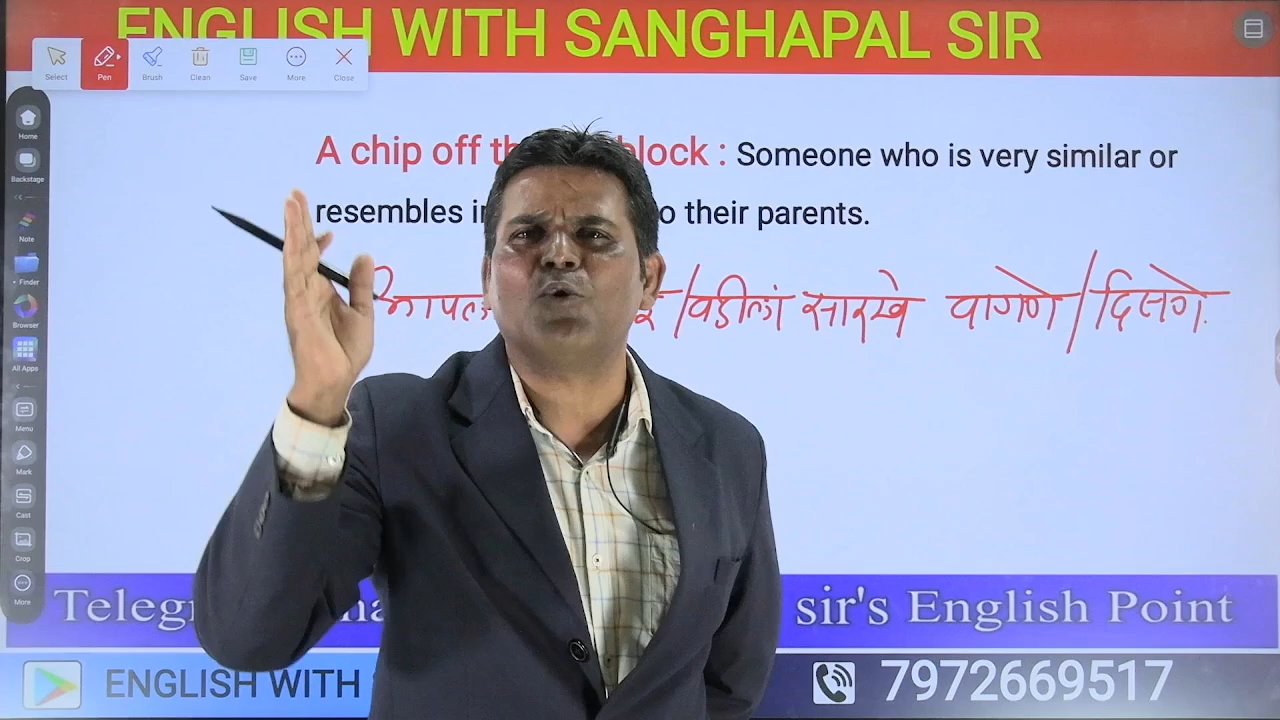 ENGLISH WITH SANGHAPAL SIR
Select Pen Brush Clean Save More Close
A chip off th block : Someone who is very similar or
resembles in o their parents.
/वडीलां सारखे वागणे/दिसणे.
Home
Backstage
Note
Finder
Browser
All Apps
Menu
Mark
Cast
Crop
More
Telegr sir's English Point
ENGLISH WITH 7972669517